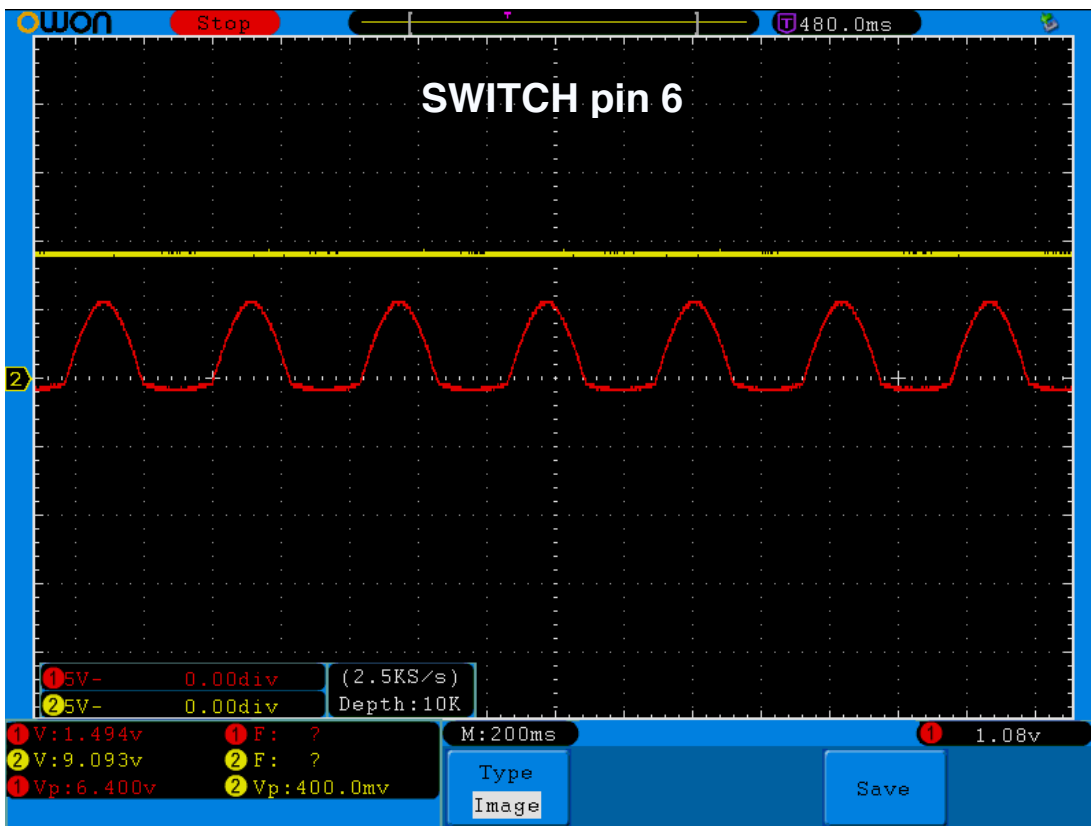 owon Stop T 480.0ms
SWITCH pin 6
2
1 5V- 0.00div (2.5KS/s)
2 5V- 0.00div Depth:10K
1 V:1.494v 1 F: ? M:200ms 1 1.08v
2 V:9.093v 2 F: ?
1 Vp:6.400v 2 Vp:400.0mv
Type
Image
Save